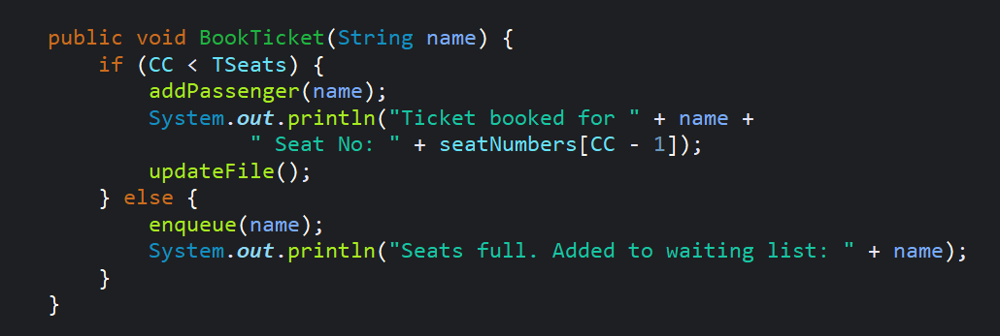 public void BookTicket(String name) {
    if (CC < TSeats) {
        addPassenger(name);
        System.out.println("Ticket booked for " + name +
                " Seat No: " + seatNumbers[CC - 1]);
        updateFile();
    } else {
        enqueue(name);
        System.out.println("Seats full. Added to waiting list: " + name);
    }
}